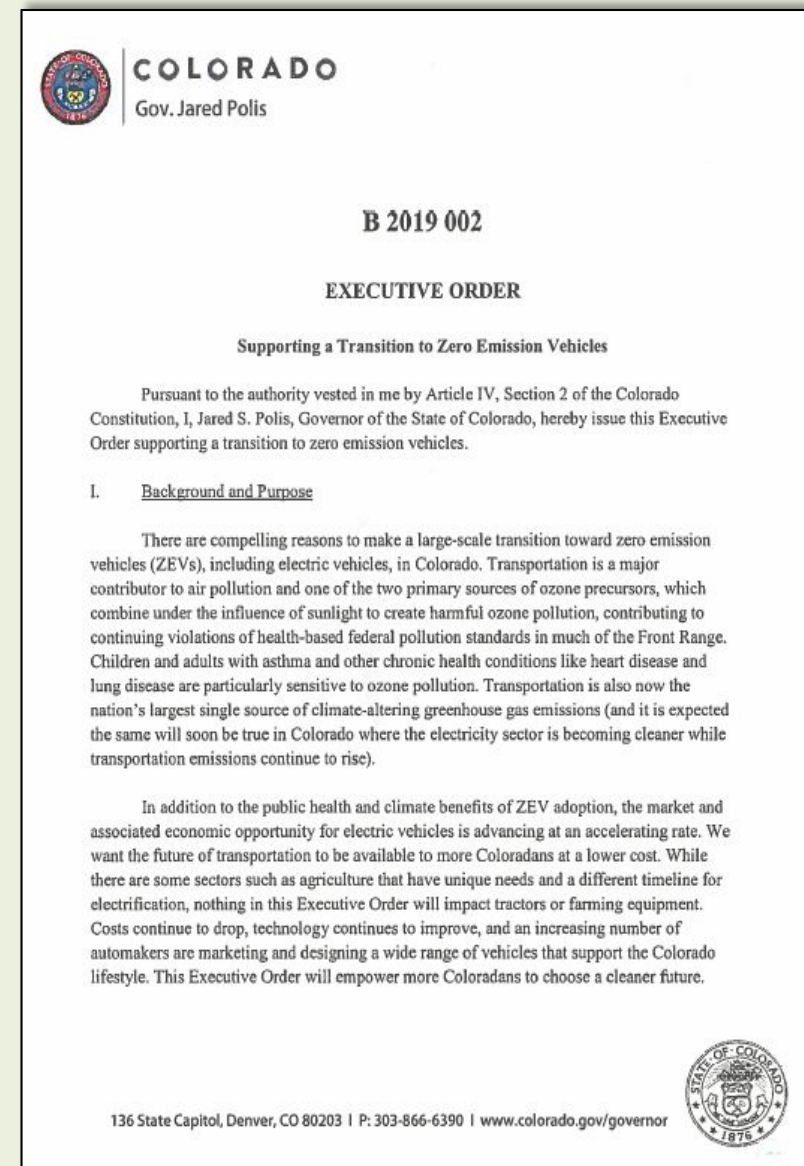 STATE OF COLORADO
1876
COLORADO
Gov. Jared Polis
B 2019 002
EXECUTIVE ORDER
Supporting a Transition to Zero Emission Vehicles
Pursuant to the authority vested in me by Article IV, Section 2 of the Colorado
Constitution, I, Jared S. Polis, Governor of the State of Colorado, hereby issue this Executive
Order supporting a transition to zero emission vehicles.
I. Background and Purpose
There are compelling reasons to make a large-scale transition toward zero emission
vehicles (ZEVs), including electric vehicles, in Colorado. Transportation is a major
contributor to air pollution and one of the two primary sources of ozone precursors, which
combine under the influence of sunlight to create harmful ozone pollution, contributing to
continuing violations of health-based federal pollution standards in much of the Front Range.
Children and adults with asthma and other chronic health conditions like heart disease and
lung disease are particularly sensitive to ozone pollution. Transportation is also now the
nation's largest single source of climate-altering greenhouse gas emissions (and it is expected
the same will soon be true in Colorado where the electricity sector is becoming cleaner while
transportation emissions continue to rise).
In addition to the public health and climate benefits of ZEV adoption, the market and
associated economic opportunity for electric vehicles is advancing at an accelerating rate. We
want the future of transportation to be available to more Coloradans at a lower cost. While
there are some sectors such as agriculture that have unique needs and a different timeline for
electrification, nothing in this Executive Order will impact tractors or farming equipment.
Costs continue to drop, technology continues to improve, and an increasing number of
automakers are marketing and designing a wide range of vehicles that support the Colorado
lifestyle. This Executive Order will empower more Coloradans to choose a cleaner future.
136 State Capitol, Denver, CO 80203 | P: 303-866-6390 | www.colorado.gov/governor
STATE OF COLORADO
1876